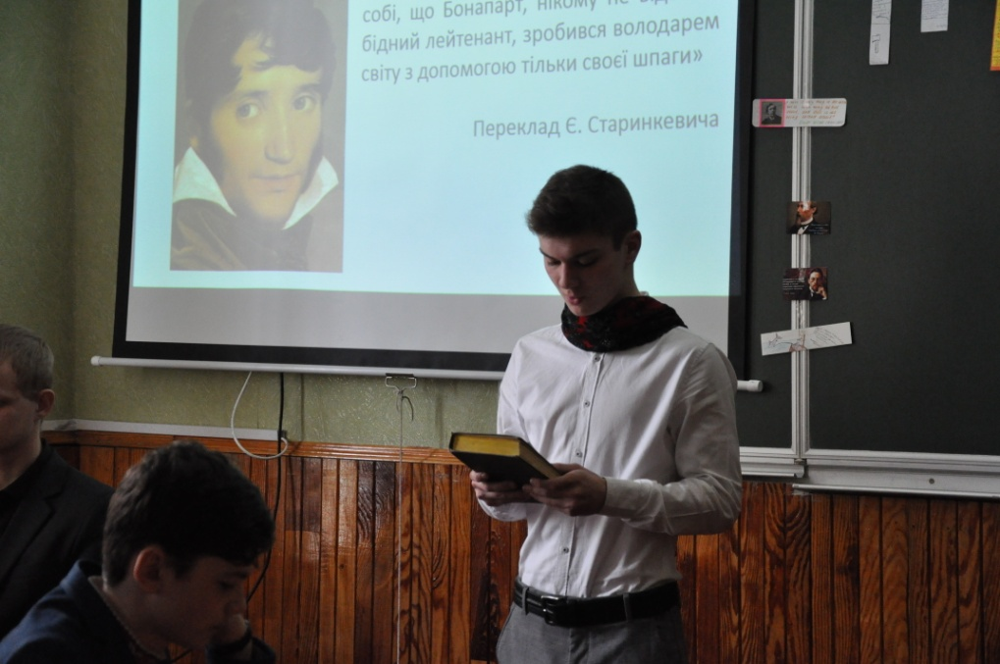 собі, що Бонапарт, нікому не
бідний лейтенант, зробився володарем
світу з допомогою тільки своєї шпаги»
Переклад Є. Старинкевича